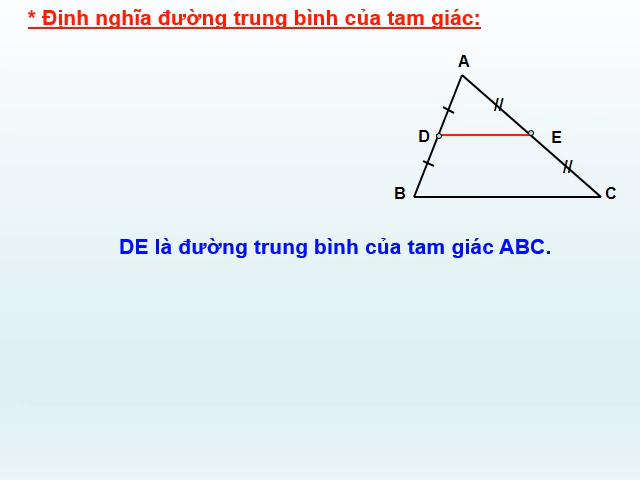 * Định nghĩa đường trung bình của tam giác:
A
D
E
B
C
DE là đường trung bình của tam giác ABC.